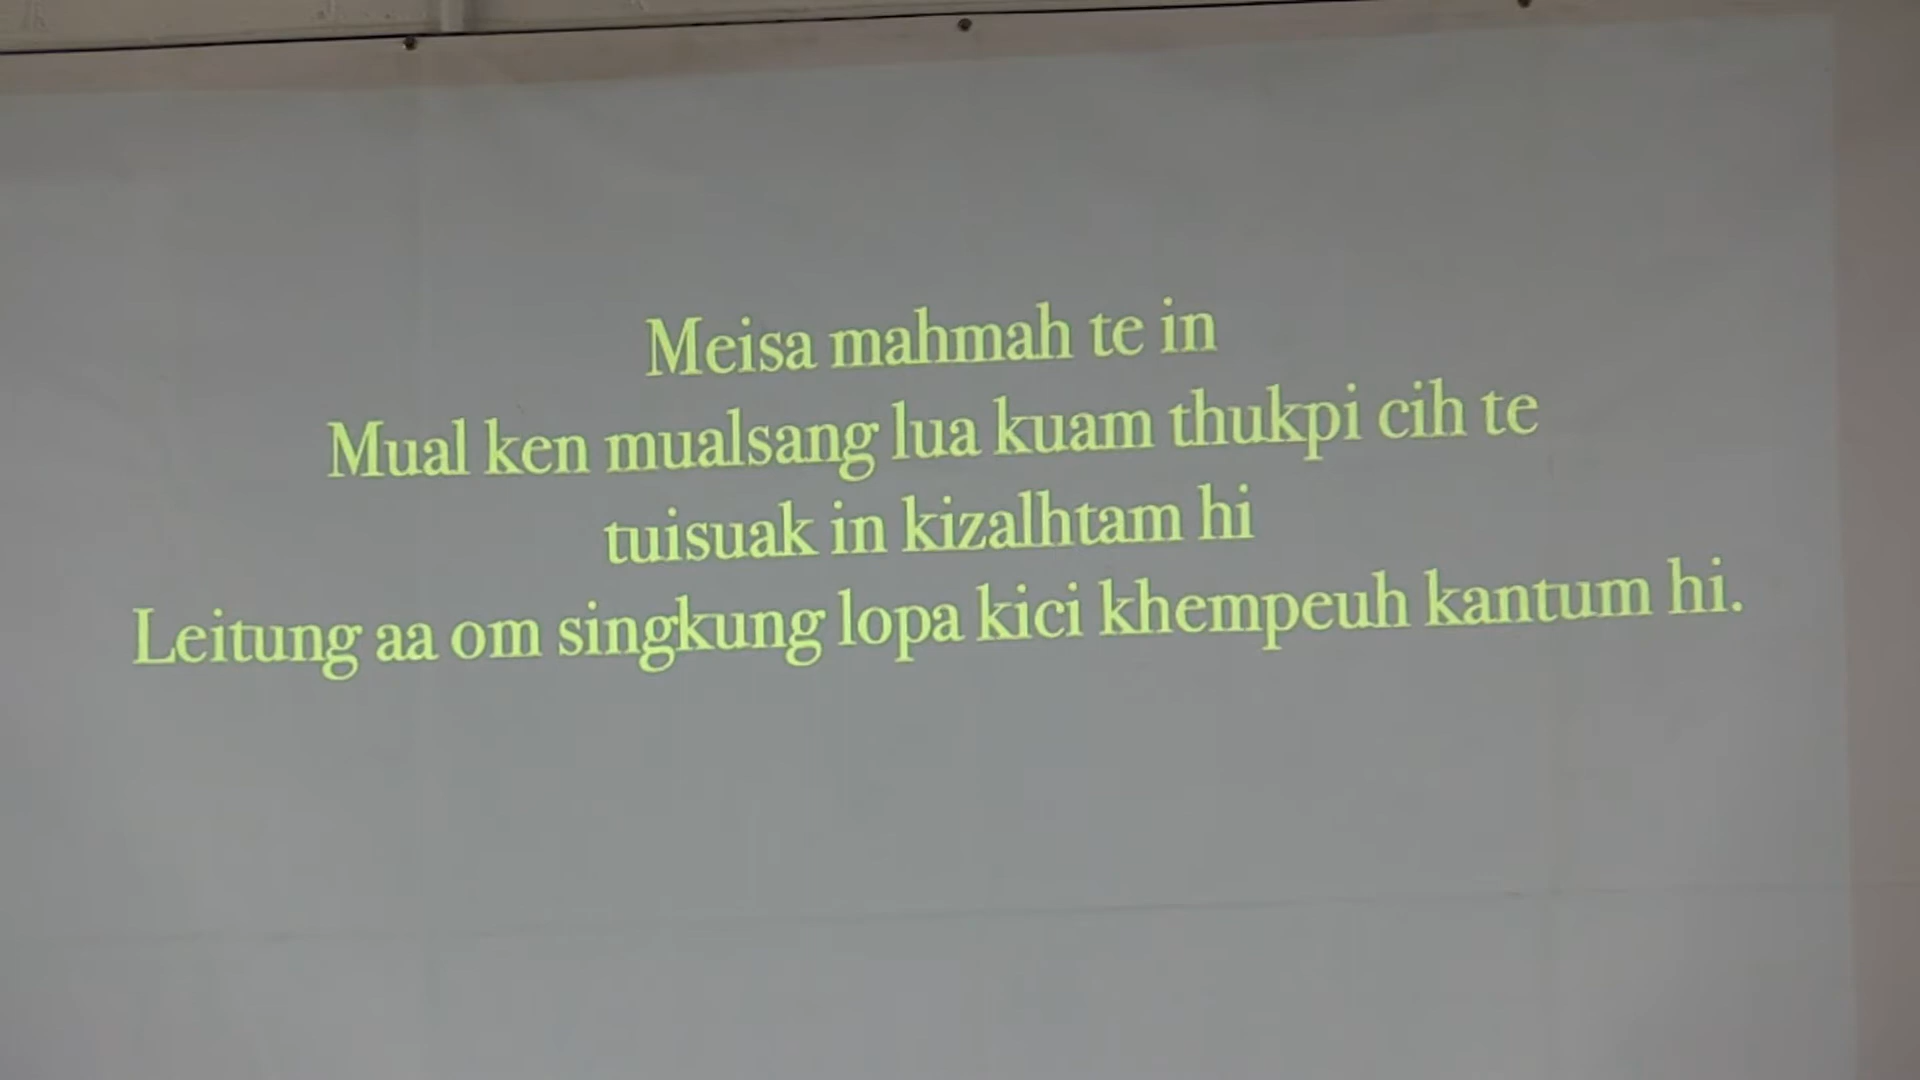 Meisa mahmah te in
Mual ken mualsang lua kuam thukpi cih te
tuisuak in kizalhtam hi
Leitung aa om singkung lopa kici khempeuh kantum hi.